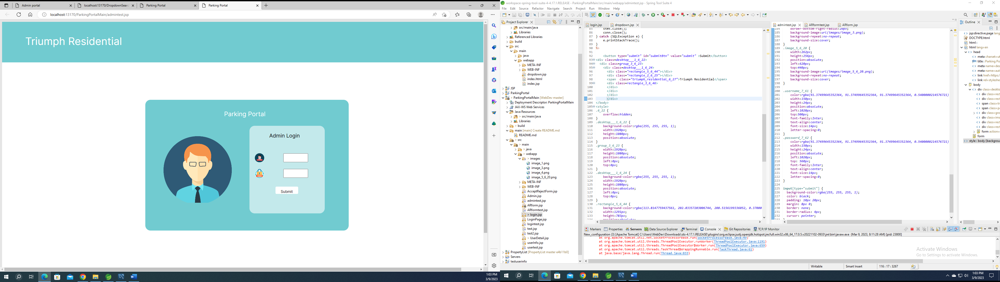 Admin portal
localhost:13170/DropdownSearc
Parking Portal
Parking Portal
localhost:13170/ParkingPortalMain/admintest.jsp
Triumph Residential
Parking Portal
Admin Login
Submit
1:03 PM
3/9/2023
workspace-spring-tool-suite-4-4.17.1.RELEASE - ParkingPortalMain/src/main/webapp/admintest.jsp - Spring Tool Suite 4
File Edit Source Refactor Navigate Search Project Run Window Help
Project Explorer
src/main/java
Libraries
Referenced Libraries
build
src
main
java
webapp
META-INF
WEB-INF
dropdown.jsp
index.html
index.jsp
JSP
ParkingPortal
> ParkingPortalMain [WebDev master]
Deployment Descriptor: ParkingPortalMain
JAX-WS Web Services
Java Resources
> src/main/java
Libraries
> build
main [main] Create README.md
README.md
> src
> main
> java
> webapp
> images
image_1.png
image_3.png
image_4.png
image_5_6_20.png
META-INF
WEB-INF
AcceptRejectForm.jsp
Admin.jsp
admintest.jsp
ARform.jsp
ARformtest.jsp
> login.jsp
LoginPage.jsp
logintest.jsp
test.jsp
test2.jsp
> UserDetail.jsp
userInfo.jsp
usertest.jsp
PropertyList [PropertyList master e4b11b0]
Servers
testuserinfo
login.jsp
dropdown.jsp
85 stmt.close();
86 conn.close();
87 } catch (SQLException e) {
88 e.printStackTrace();
89 }
90 %>
91
92 <button type="submit" id="submitBtn" value="submit" >Submit</button>
93 <div class=desktop___1_6_22>
94 <div class=group_3_6_23>
95 <div class=desktop___1_6_24>
96 <div class="rectangle_5_6_44"></div>
97 <div class="rectangle_2_6_25"></div>
98 <span class="triumph_residential_6_27">Triumph Residential</span>
99 <div class=rectangle_3_6_46>
100 </div>
101 </div>
102 </div>
103 </div>
104 </body>
105 <style>
106 .6_22 {
107 overflow:hidden;
108 }
109 .desktop___1_6_22 {
110 background-color:rgba(255, 255, 255, 1);
111 width:1920px;
112 height:1080px;
113 position:absolute;
114 }
115 .group_3_6_23 {
116 width:1920px;
117 height:1080px;
118 position:absolute;
119 left:0px;
120 top:0px;
121 }
122 .desktop___1_6_24 {
123 background-color:rgba(255, 255, 255, 1);
124 width:1920px;
125 height:1080px;
126 position:absolute;
127 left:0px;
128 top:0px;
129 }
130 .rectangle_5_6_44 {
131 background-color:rgba(113.8147759437561, 202.83357203006744, 208.5156199336052, 0.37000
132 width:1291px;
133 height:783px;
134 position:absolute;
admintest.jsp
ARformtest.jsp
ARform.jsp
184 border-bottom-right-radius:20px;
185 background-image:url(images/image_3.png);
186 background-repeat:no-repeat;
187 background-size:cover;
188 }
189 .image_5_6_20 {
190 width:262px;
191 height:256px;
192 position:absolute;
193 left:620px;
194 top:440px;
195 background-image:url(images/image_5_6_20.png);
196 background-repeat:no-repeat;
197 background-size:cover;
198 }
199
200 .username_7_61 {
201 color:rgba(91.37499645352364, 91.37499645352364, 91.37499645352364, 0.5400000214576721)
202 width:150px;
203 height:24px;
204 position:absolute;
205 left:1020px;
206 top:500px;
207 font-family:Inter;
208 text-align:center;
209 font-size:14px;
210 letter-spacing:0;
211 }
212 .password_7_62 {
213 color:rgba(91.37499645352364, 91.37499645352364, 91.37499645352364, 0.5400000214576721)
214 width:150px;
215 height:24px;
216 position:absolute;
217 left:1020px;
218 top: 560px;
219 font-family:Inter;
220 text-align:center;
221 font-size:14px;
222 letter-spacing:0;
223 }
224
225 input[type="submit"] {
226 background-color:rgba(255, 255, 255, 1);
227 color: black;
228 padding: 10px 20px;
229 margin: 8px 0;
230 border: none;
231 border-radius: 4px;
232 cursor: pointer;
Outline
jsp:directive.page lang
DOCTYPE:html
html :
html lang=en
head
meta charset=ut
title : Parking Po
meta name=des
meta name=aut
link href=https:/
link rel=styleshe
body
div class=deskto
div class=rec
div class=rec
span class=tr
span class=p
div class=gro
div class=ima
div class=rec
div class=rec
form action=
form
style : body {backgrou
Markers Properties Servers Data Source Explorer Terminal Console Git Repositories TCP/IP Monitor
New_configuration (3) [Apache Tomcat] C:\Users\WebDev\Downloads\sts-4.17.1.RELEASE\plugins\org.eclipse.justj.openjdk.hotspot.jre.full.win32.x86_64_17.0.5.v20221102-0933\jre\bin\javaw.exe (Mar 9, 2023, 8:11:28 AM) [pid: 23800]
at org.apache.tomcat.util.net.SocketProcessorBase.run(SocketProcessorBase.java:49)
at org.apache.tomcat.util.threads.ThreadPoolExecutor.runWorker(ThreadPoolExecutor.java:1191)
at org.apache.tomcat.util.threads.ThreadPoolExecutor$Worker.run(ThreadPoolExecutor.java:659)
at org.apache.tomcat.util.threads.TaskThread$WrappingRunnable.run(TaskThread.java:61)
at java.base/java.lang.Thread.run(Thread.java:833)
Activate Windows
Go to Settings to activate Windows.
Writable
Smart Insert
116 : 17 : 3267
1:03 PM
3/9/2023